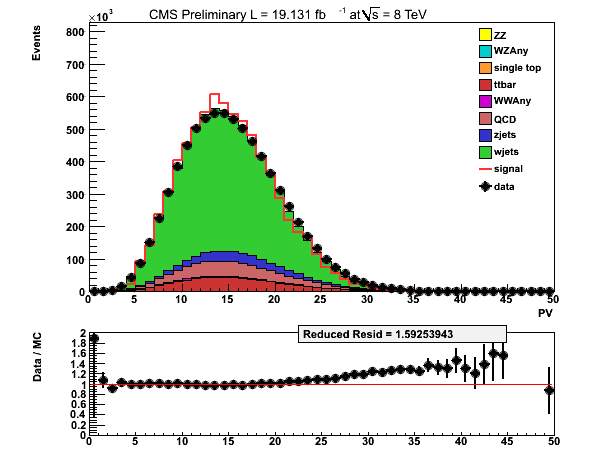 CMS Preliminary L = 19.131 fb -1 at √s = 8 TeV
×10³
Events
800
700
600
500
400
300
200
100
0
ZZ
WZAny
single top
ttbar
WWAny
QCD
zjets
wjets
signal
data
0 5 10 15 20 25 30 35 40 45 50
PV
Reduced Resid = 1.59253943
Data / MC
2
1.8
1.6
1.4
1.2
1
0.8
0.6
0.4
0.2
0
0 5 10 15 20 25 30 35 40 45 50